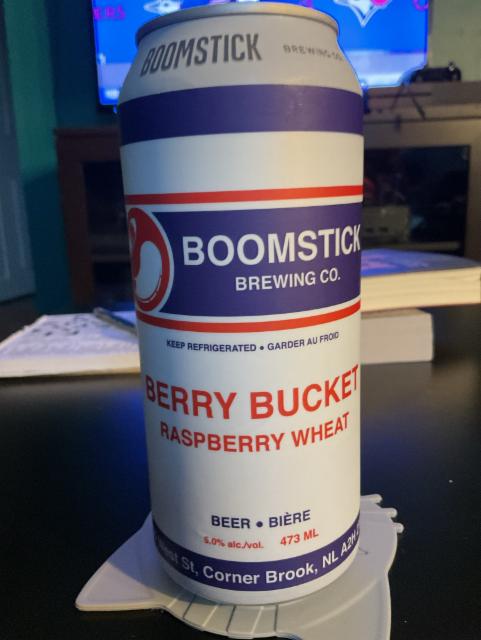 BOOMSTICK BREWING CO.
BOOMSTICK
BREWING CO.
KEEP REFRIGERATED • GARDER AU FROID
BERRY BUCKET
RASPBERRY WHEAT
BEER • BIÈRE
5.0% alc./vol. 473 ML
St, Corner Brook, NL